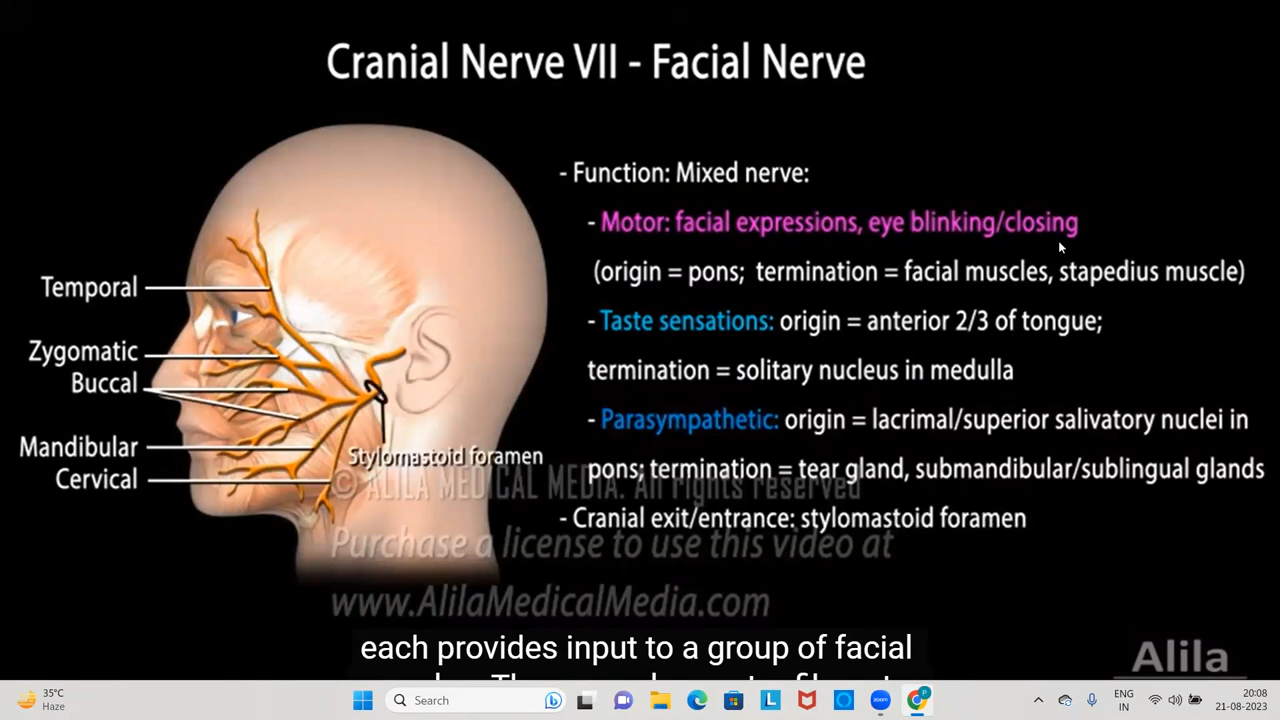 Cranial Nerve VII - Facial Nerve
- Function: Mixed nerve:
- Motor: facial expressions, eye blinking/closing
(origin = pons; termination = facial muscles, stapedius muscle)
- Taste sensations: origin = anterior 2/3 of tongue;
termination = solitary nucleus in medulla
- Parasympathetic: origin = lacrimal/superior salivatory nuclei in
pons; termination = tear gland, submandibular/sublingual glands
- Cranial exit/entrance: stylomastoid foramen
Temporal
Zygomatic
Buccal
Mandibular
Cervical
Stylomastoid foramen
© ALILA MEDICAL MEDIA. All rights reserved
Purchase a license to use this video at
www.AlilaMedicalMedia.com
each provides input to a group of facial
Alila
35°C
Haze
Search
ENG
IN
20:08
21-08-2023